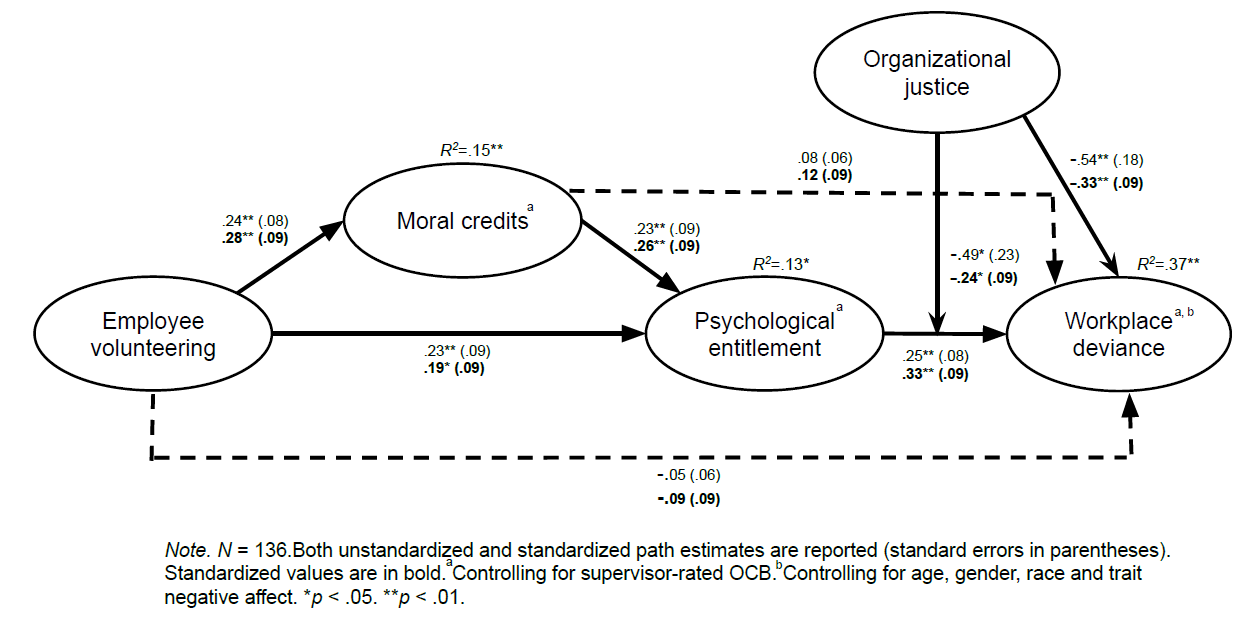 Organizational
justice
R²=.15**
.08 (.06)
.12 (.09)
-.54** (.18)
-.33** (.09)
Moral credits a
.24** (.08)
.28** (.09)
.23** (.09)
.26** (.09)
R²=.13*
-.49* (.23)
-.24* (.09)
R²=.37**
Employee
volunteering
Psychological a
entitlement
Workplace a, b
deviance
.23** (.09)
.19* (.09)
.25** (.08)
.33** (.09)
-.05 (.06)
-.09 (.09)
Note. N = 136.Both unstandardized and standardized path estimates are reported (standard errors in parentheses).
Standardized values are in bold.aControlling for supervisor-rated OCB.bControlling for age, gender, race and trait
negative affect. *p < .05. **p < .01.